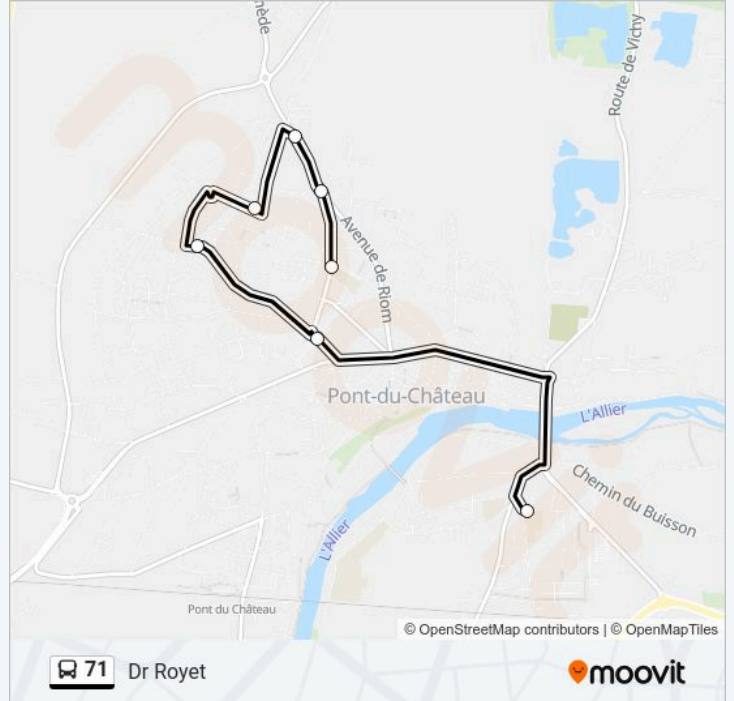 hède
Route de Vichy
Avenue de Riom
Pont-du-Château
L'Allier
Chemin du Buisson
L'Allier
Pont du Château
© OpenStreetMap contributors | © OpenMapTiles
71 Dr Royet
moovit